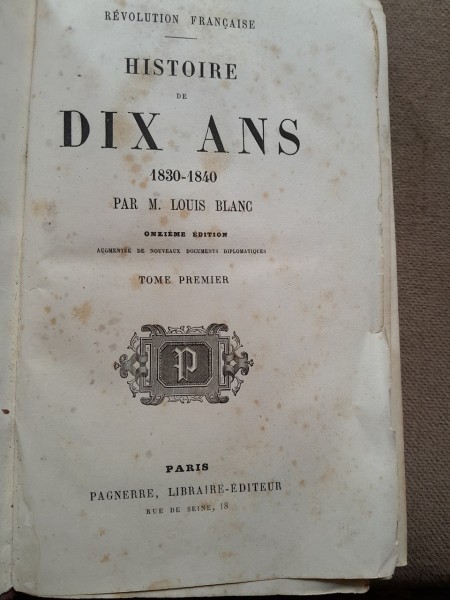 RÉVOLUTION FRANÇAISE
HISTOIRE
DE
DIX ANS
1830-1840
PAR M. LOUIS BLANC
ONZIÈME ÉDITION
AUGMENTÉE DE NOUVEAUX DOCUMENTS DIPLOMATIQUES
TOME PREMIER
P
PARIS
PAGNERRE, LIBRAIRE-ÉDITEUR
RUE DE SEINE, 18